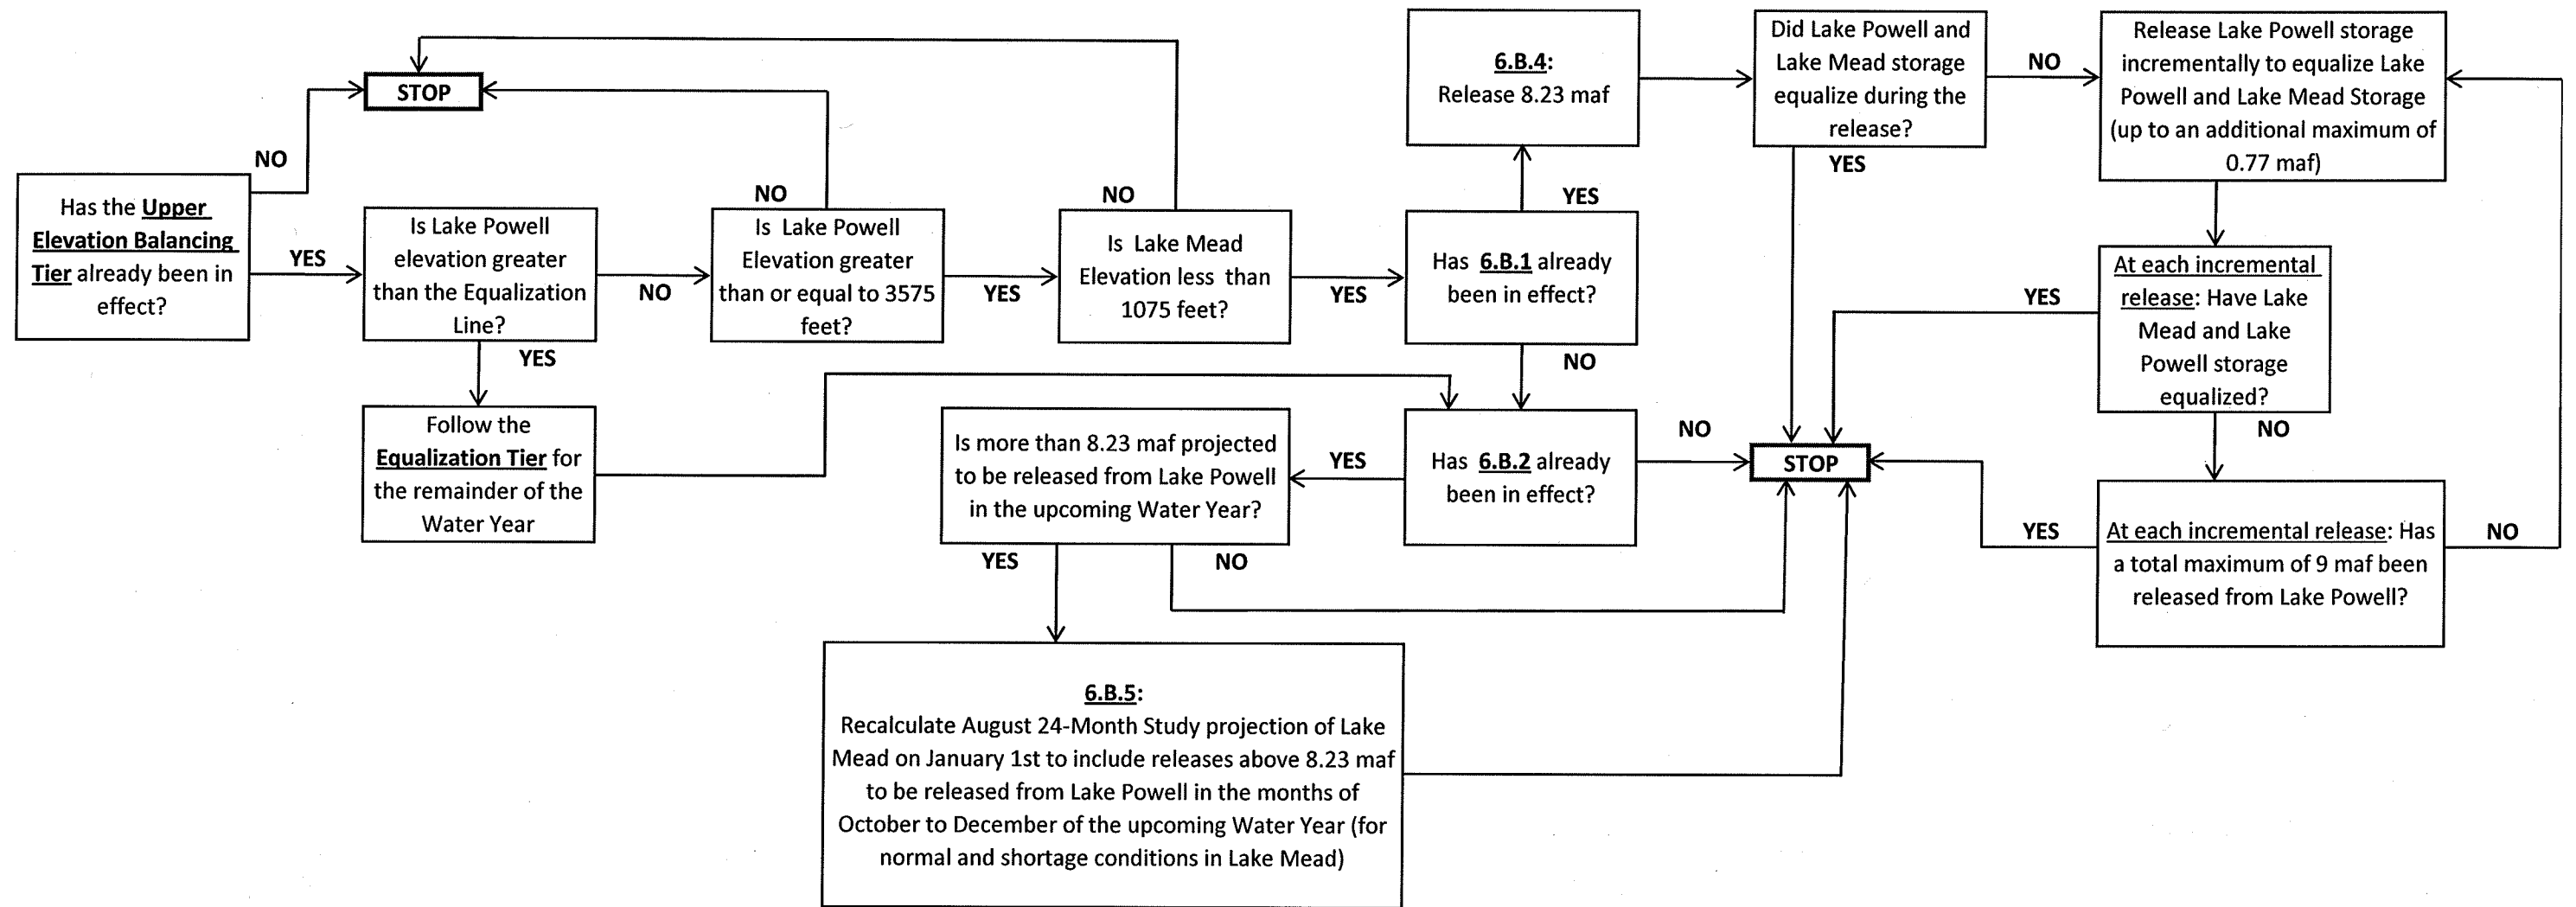 STOP
NO
Has the Upper
Elevation Balancing
Tier already been in
effect?
YES
Is Lake Powell
elevation greater
than the Equalization
Line?
NO
YES
Follow the
Equalization Tier for
the remainder of the
Water Year
NO
Is Lake Powell
Elevation greater
than or equal to 3575
feet?
YES
NO
Is Lake Mead
Elevation less than
1075 feet?
YES
6.B.4:
Release 8.23 maf
YES
Has 6.B.1 already
been in effect?
NO
Has 6.B.2 already
been in effect?
YES
NO
Is more than 8.23 maf projected
to be released from Lake Powell
in the upcoming Water Year?
YES
NO
6.B.5:
Recalculate August 24-Month Study projection of Lake
Mead on January 1st to include releases above 8.23 maf
to be released from Lake Powell in the months of
October to December of the upcoming Water Year (for
normal and shortage conditions in Lake Mead)
Did Lake Powell and
Lake Mead storage
equalize during the
release?
NO
YES
STOP
Release Lake Powell storage
incrementally to equalize Lake
Powell and Lake Mead Storage
(up to an additional maximum of
0.77 maf)
At each incremental
release: Have Lake
Mead and Lake
Powell storage
equalized?
YES
NO
At each incremental release: Has
a total maximum of 9 maf been
released from Lake Powell?
YES
NO